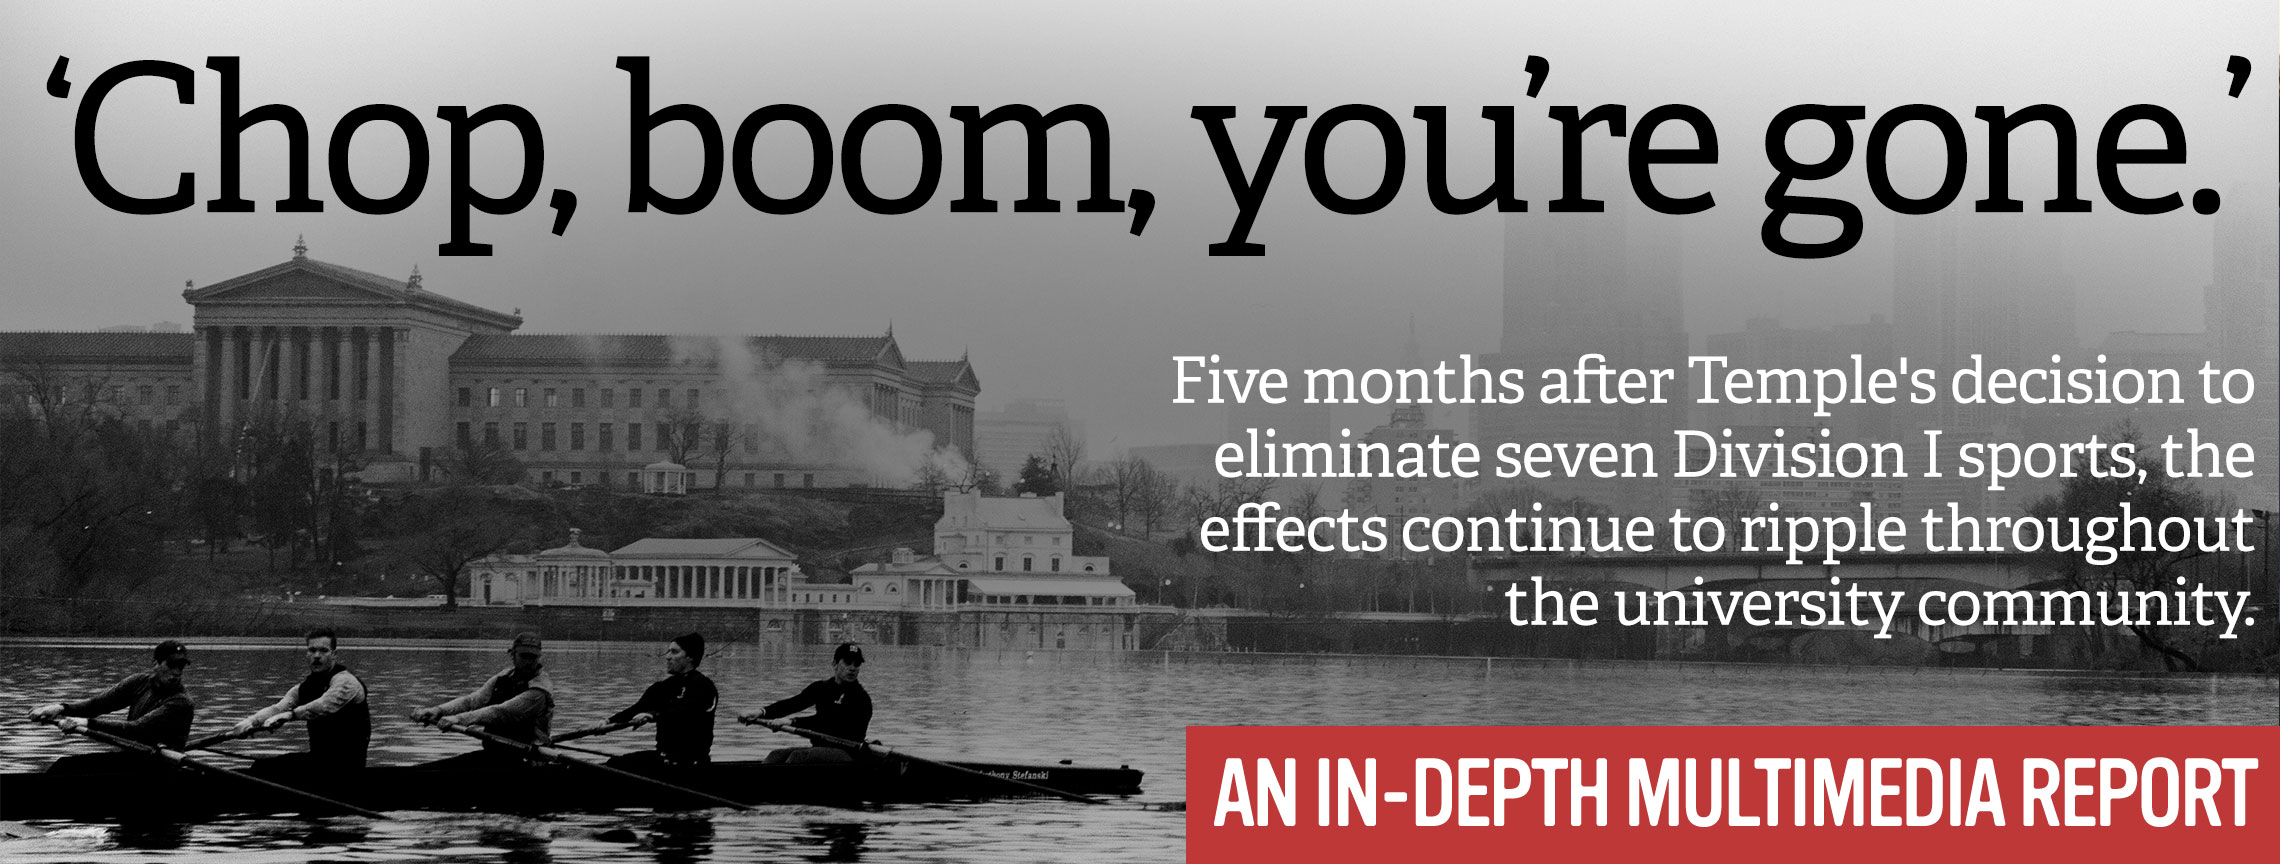 ‘Chop, boom, you’re gone.’
Five months after Temple's decision to
eliminate seven Division I sports, the
effects continue to ripple throughout
the university community.
Anthony Stefanski
AN IN-DEPTH MULTIMEDIA REPORT